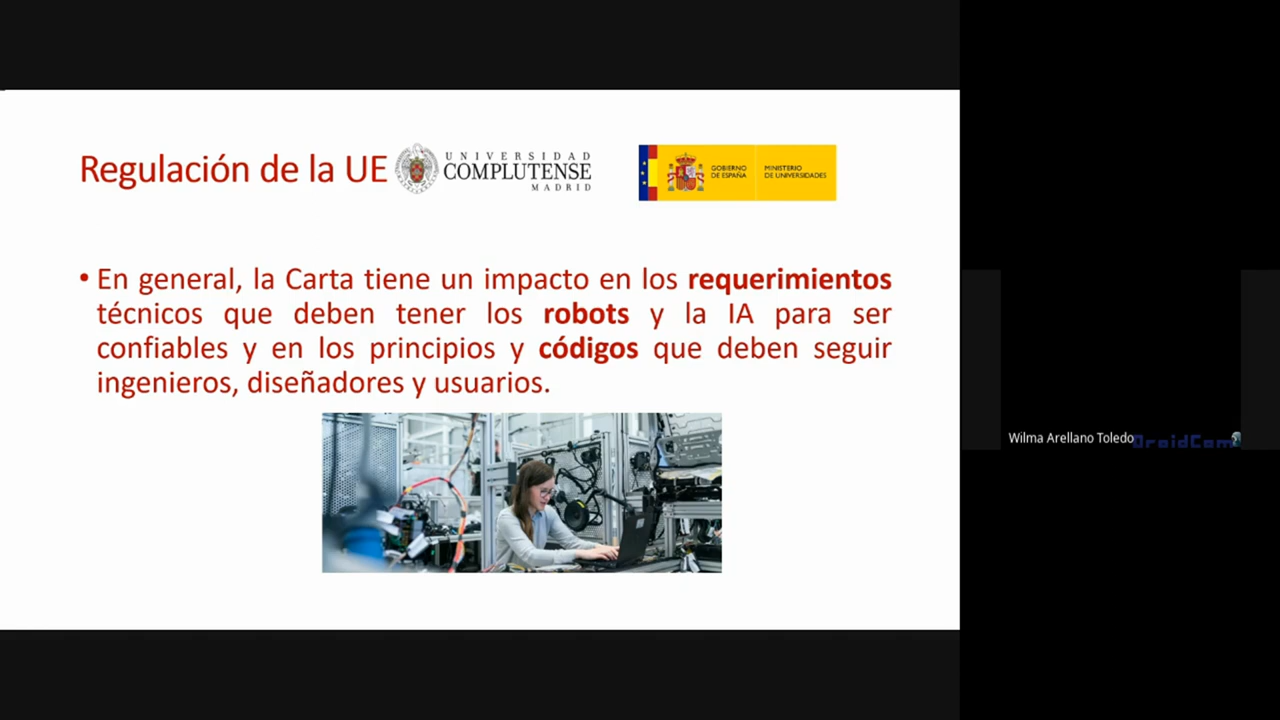 Regulación de la UE
UNIVERSIDAD
COMPLUTENSE
MADRID
GOBIERNO
DE ESPAÑA
MINISTERIO
DE UNIVERSIDADES
• En general, la Carta tiene un impacto en los requerimientos
técnicos que deben tener los robots y la IA para ser
confiables y en los principios y códigos que deben seguir
ingenieros, diseñadores y usuarios.
Wilma Arellano Toledo
DroidCam